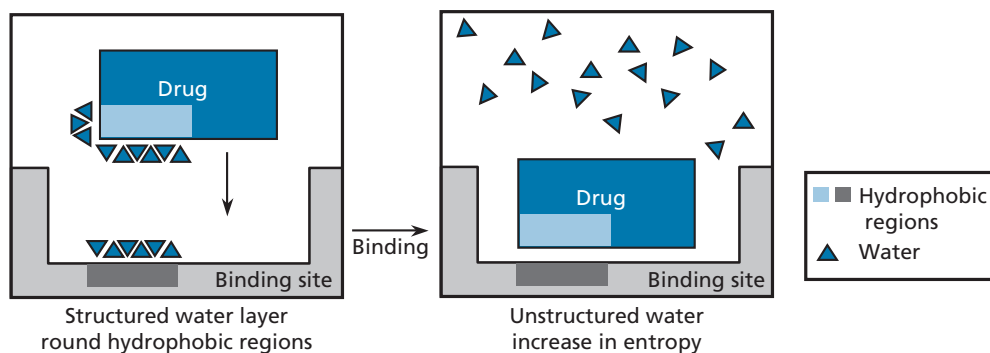 Drug
Binding site
Structured water layer
round hydrophobic regions
Binding
Drug
Binding site
Unstructured water
increase in entropy
Hydrophobic
regions
Water